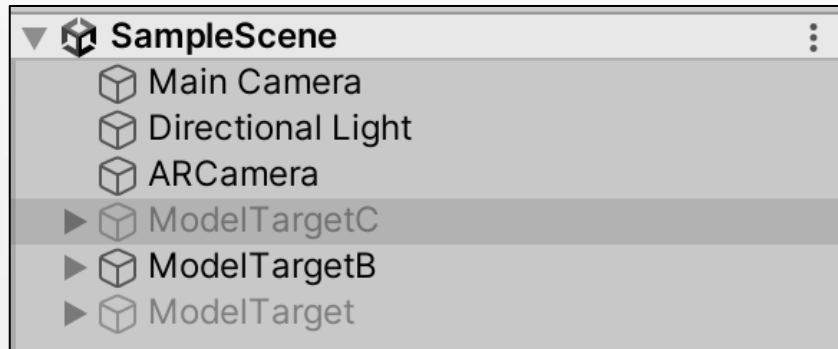 SampleScene
Main Camera
Directional Light
ARCamera
ModelTargetC
ModelTargetB
ModelTarget